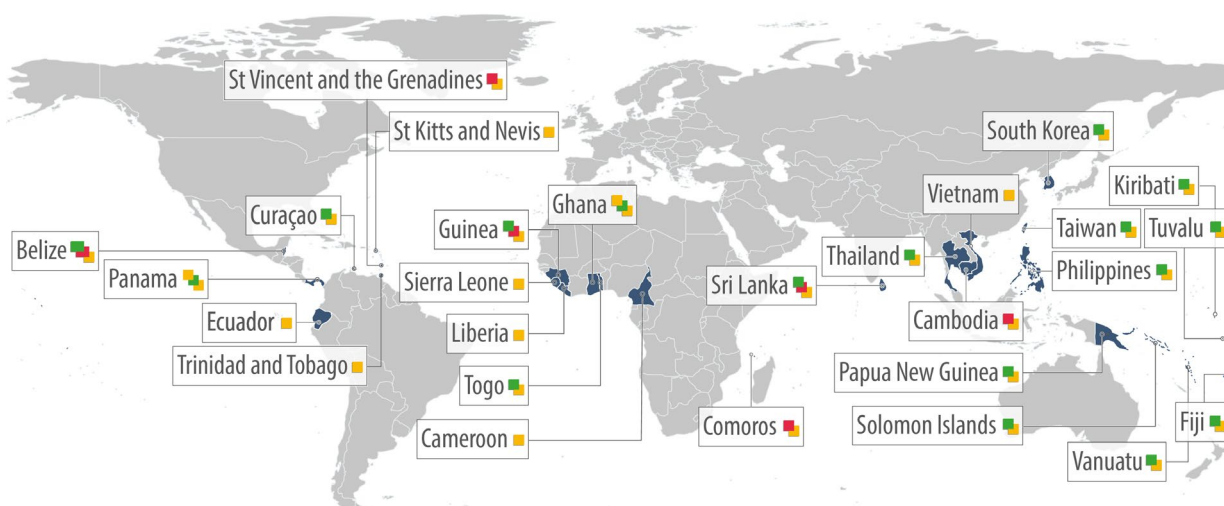 St Vincent and the Grenadines
St Kitts and Nevis
South Korea
Kiribati
Vietnam
Ghana
Curaçao
Guinea
Taiwan
Tuvalu
Belize
Thailand
Panama
Sierra Leone
Sri Lanka
Philippines
Ecuador
Cambodia
Liberia
Trinidad and Tobago
Papua New Guinea
Togo
Comoros
Solomon Islands
Fiji
Cameroon
Vanuatu